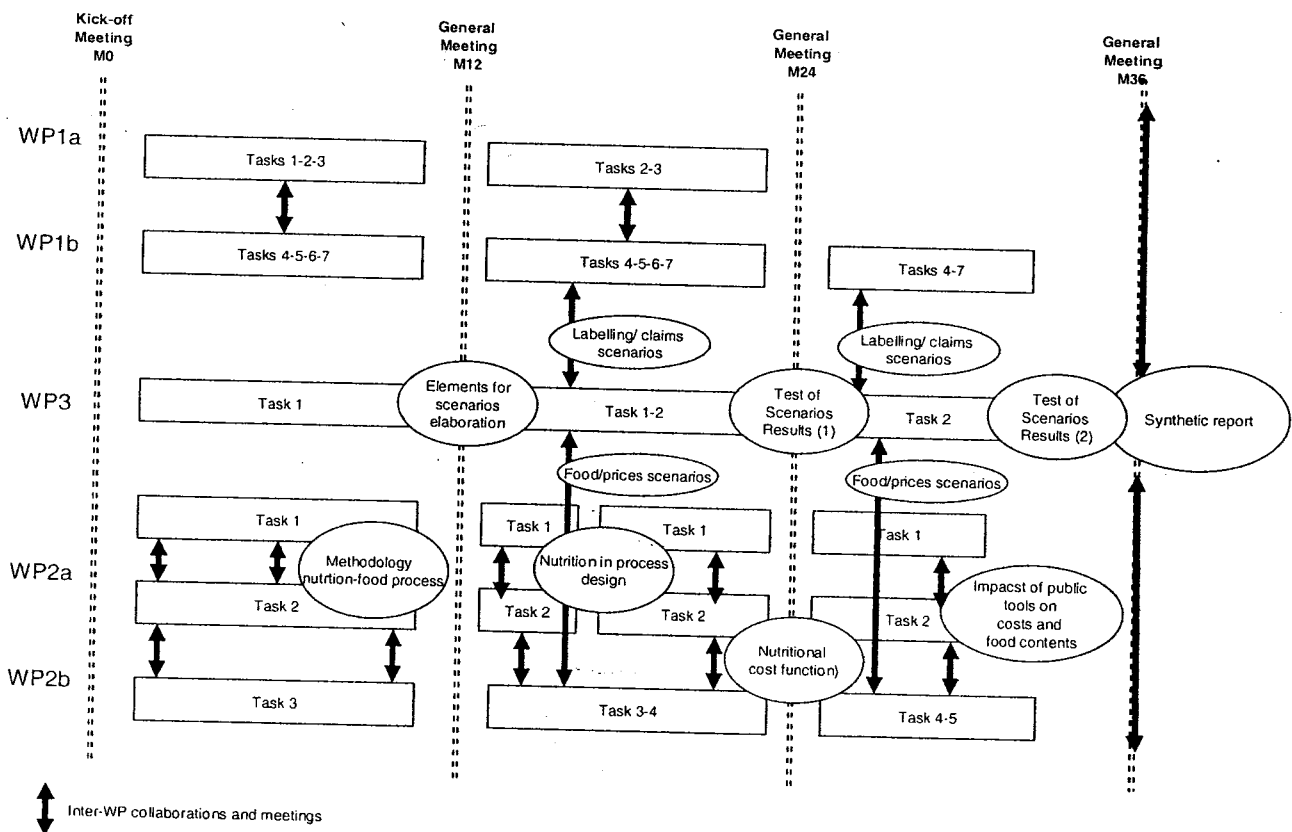 Kick-off
Meeting
M0
General
Meeting
M12
General
Meeting
M24
General
Meeting
M36
WP1a
Tasks 1-2-3
Tasks 2-3
WP1b
Tasks 4-5-6-7
Tasks 4-5-6-7
Tasks 4-7
Labelling/ claims
scenarios
Labelling/ claims
scenarios
WP3
Task 1
Elements for
scenarios
elaboration
Task 1-2
Test of
Scenarios
Results (1)
Task 2
Test of
Scenarios
Results (2)
Synthetic report
Food/prices scenarios
Food/prices scenarios
WP2a
Task 1
Task 1
Task 1
Task 1
Methodology
nutrtion-food process
Nutrition in process
design
Impacst of public
tools on
costs and
food contents
Task 2
Task 2
Task 2
Task 2
WP2b
Nutritional
cost function)
Task 3
Task 3-4
Task 4-5
Inter-WP collaborations and meetings